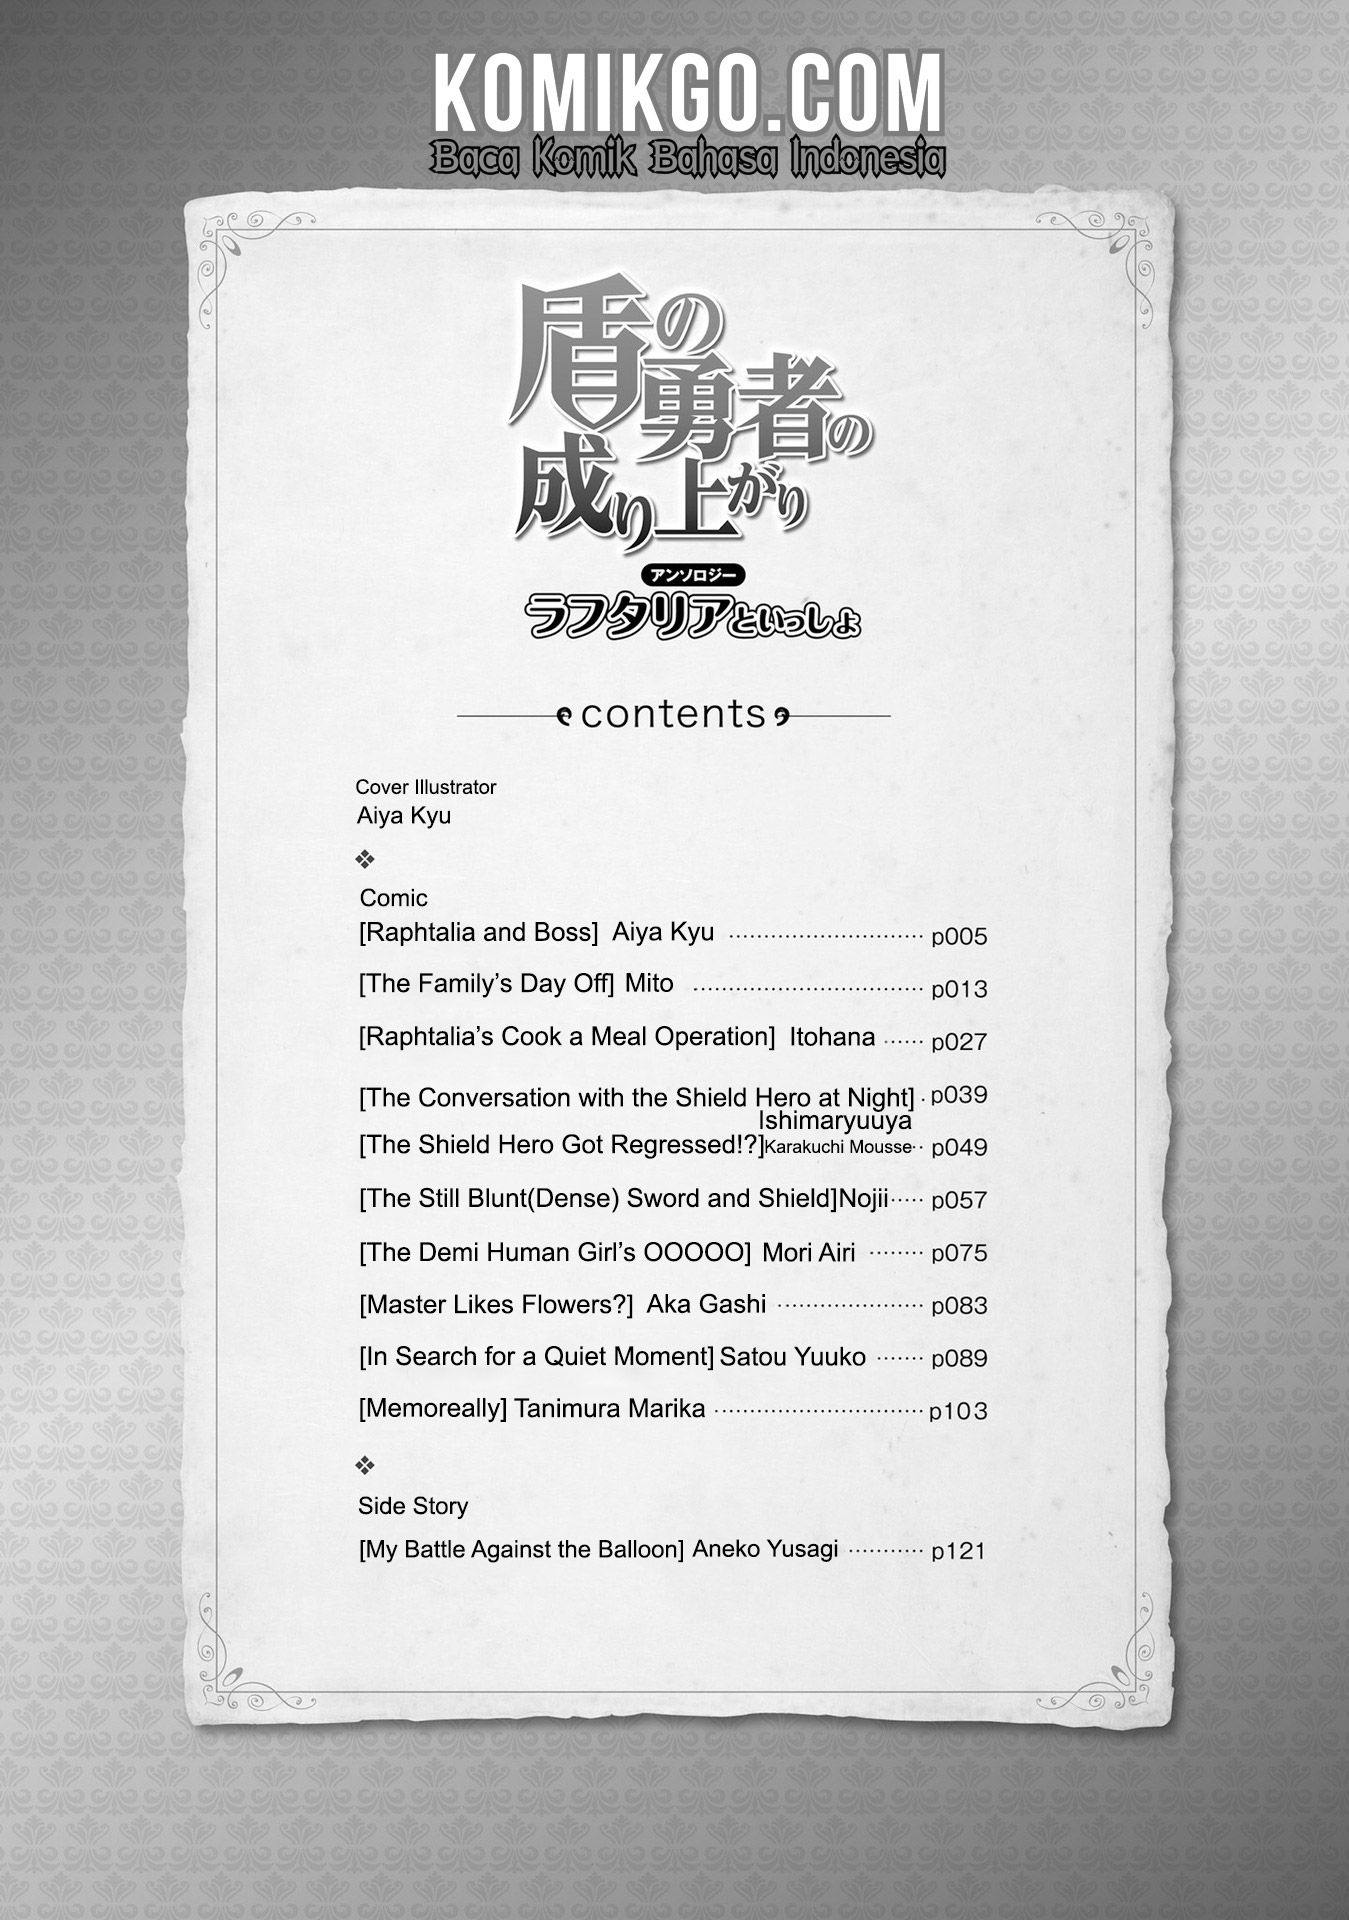 KOMIKGO.COM
Baca Komik Bahasa Indonesia
盾の勇者の
成り上がり
アンソロジー
ラフタリアといっしょ
contents
Cover Illustrator
Aiya Kyu
❖
Comic
[Raphtalia and Boss] Aiya Kyu ............................ p005
[The Family’s Day Off] Mito ................................. p013
[Raphtalia’s Cook a Meal Operation] Itohana ...... p027
[The Conversation with the Shield Hero at Night] . p039
Ishimaryuuya
[The Shield Hero Got Regressed!?]Karakuchi Mousse.. p049
[The Still Blunt(Dense) Sword and Shield]Nojii..... p057
[The Demi Human Girl’s OOOOO] Mori Airi ........ p075
[Master Likes Flowers?] Aka Gashi ..................... p083
[In Search for a Quiet Moment] Satou Yuuko ....... p089
[Memoreally] Tanimura Marika .............................. p103
❖
Side Story
[My Battle Against the Balloon] Aneko Yusagi ........... p121